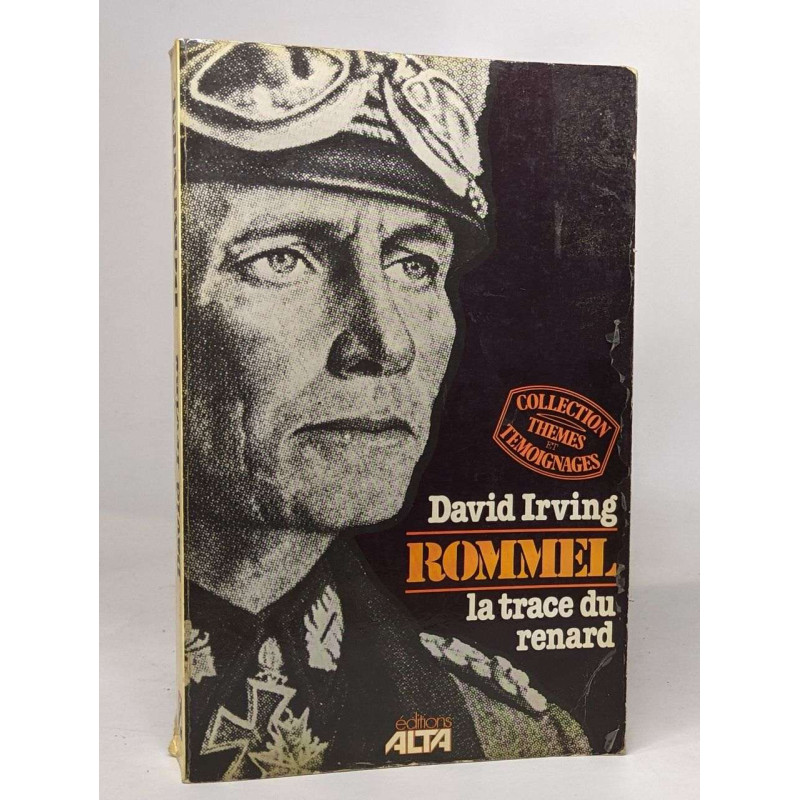 COLLECTION
THEMES
ET
TEMOIGNAGES
David Irving
ROMMEL
la trace du
renard
éditions
ALTA